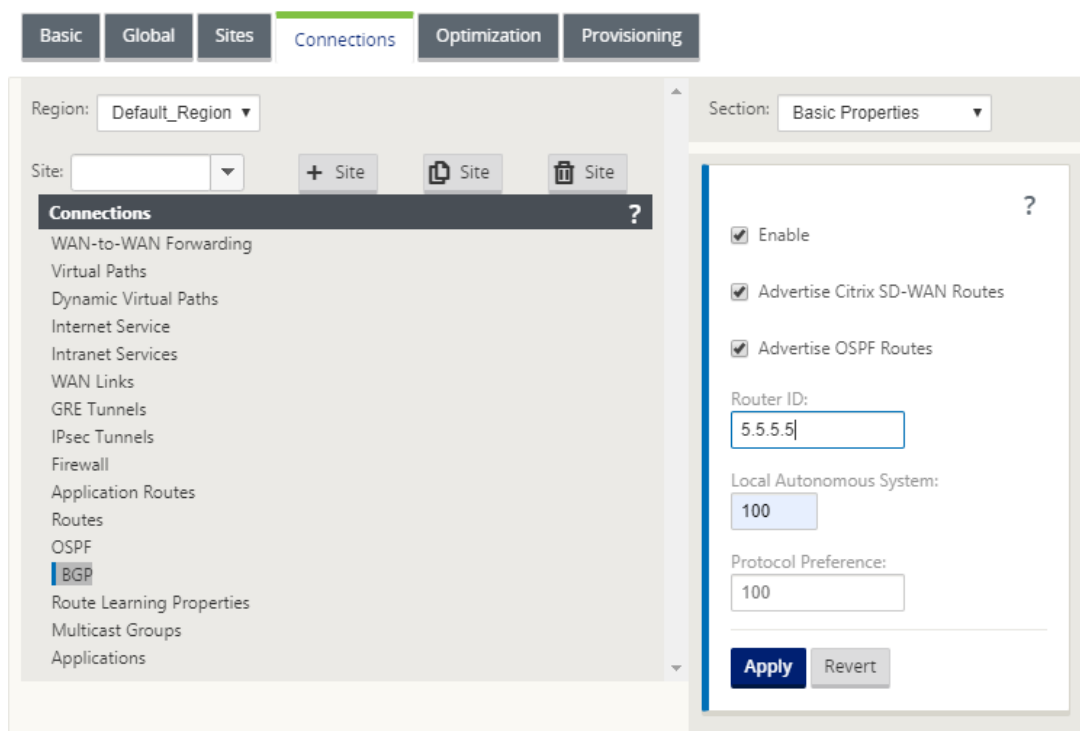 Basic Global Sites Connections Optimization Provisioning
Region: Default_Region
Site: + Site Site Site
Connections ?
WAN-to-WAN Forwarding
Virtual Paths
Dynamic Virtual Paths
Internet Service
Intranet Services
WAN Links
GRE Tunnels
IPsec Tunnels
Firewall
Application Routes
Routes
OSPF
BGP
Route Learning Properties
Multicast Groups
Applications
Section: Basic Properties
?
Enable
Advertise Citrix SD-WAN Routes
Advertise OSPF Routes
Router ID:
5.5.5.5
Local Autonomous System:
100
Protocol Preference:
100
Apply Revert